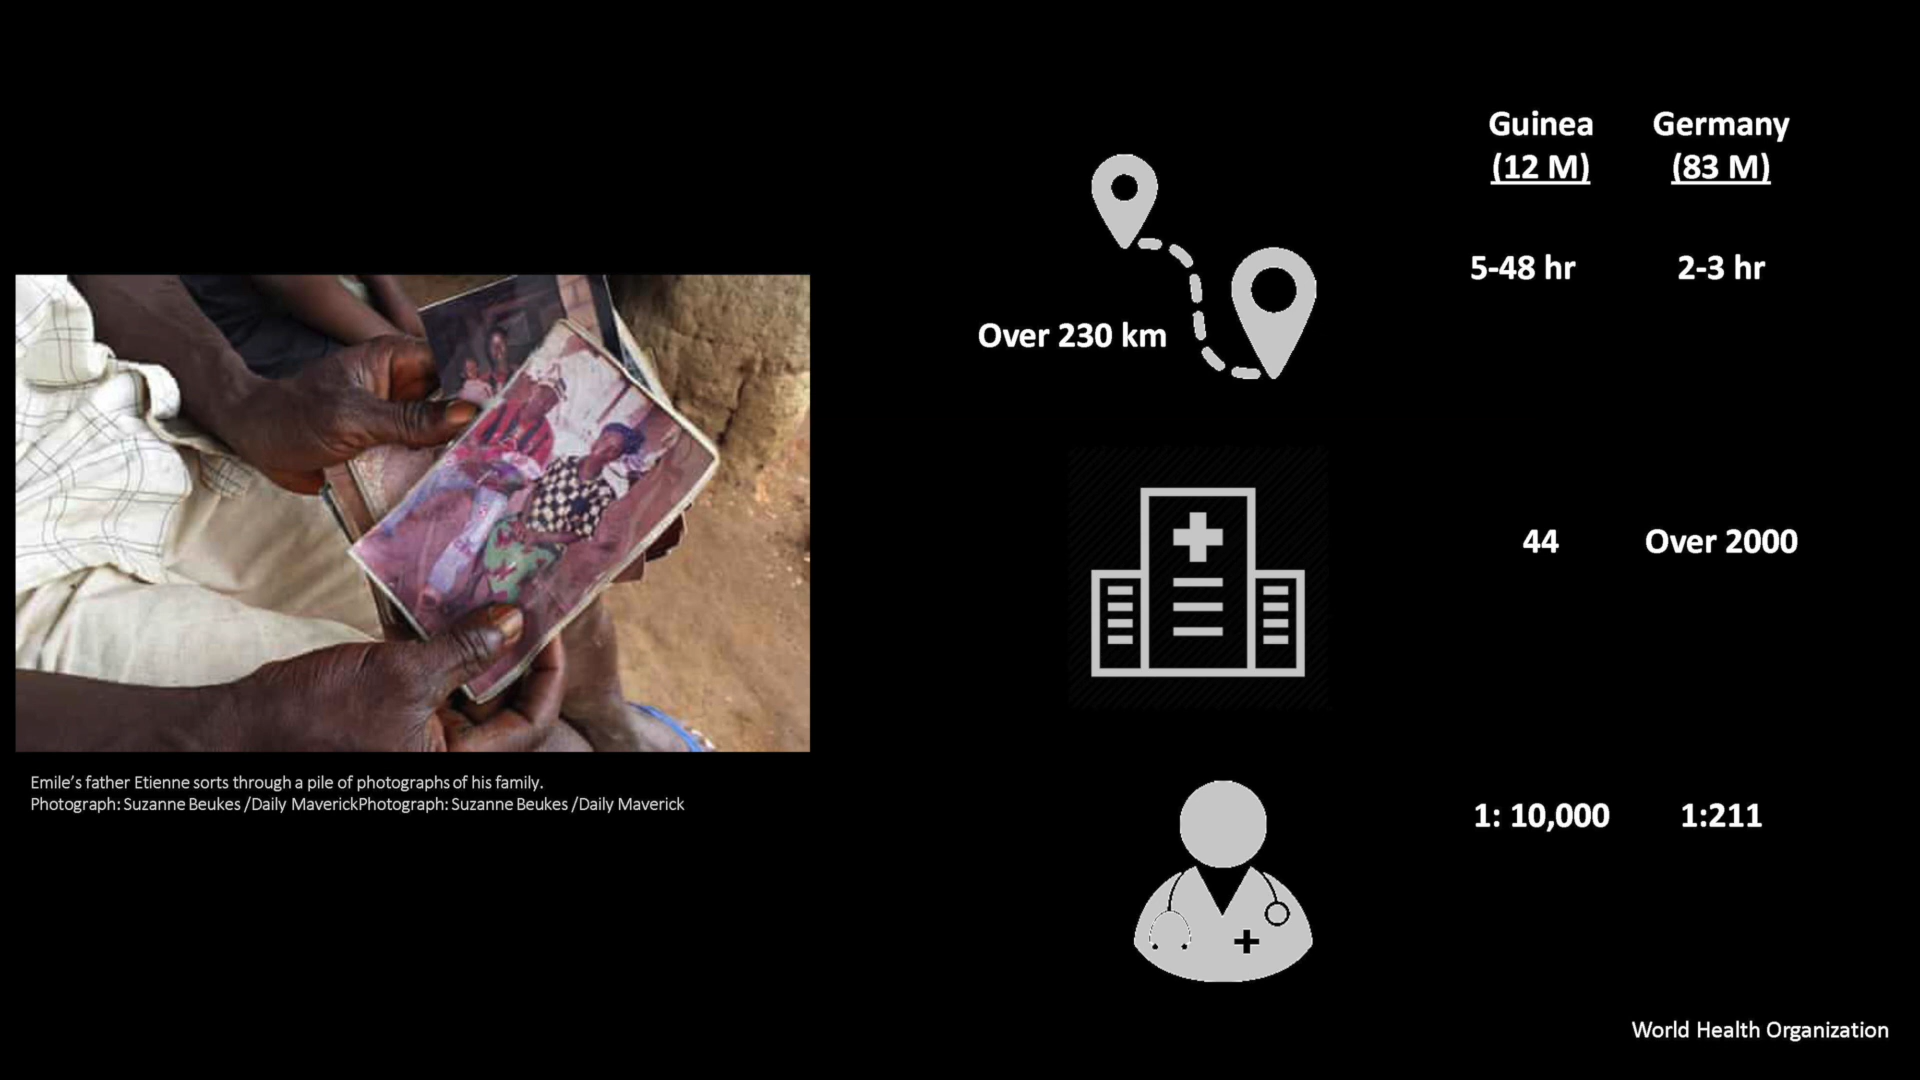 Guinea Germany
(12 M) (83 M)
5-48 hr 2-3 hr
Over 230 km
44 Over 2000
1: 10,000 1:211
Emile’s father Etienne sorts through a pile of photographs of his family.
Photograph: Suzanne Beukes /Daily MaverickPhotograph: Suzanne Beukes /Daily Maverick
World Health Organization